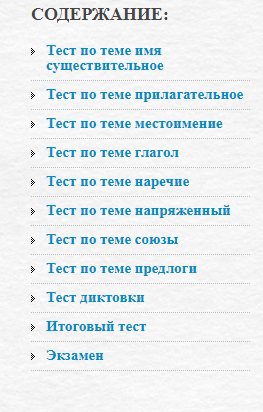 СОДЕРЖАНИЕ:
Тест по теме имя
существительное
Тест по теме прилагательное
Тест по теме местоимение
Тест по теме глагол
Тест по теме наречие
Тест по теме напряженный
Тест по теме союзы
Тест по теме предлоги
Тест диктовки
Итоговый тест
Экзамен